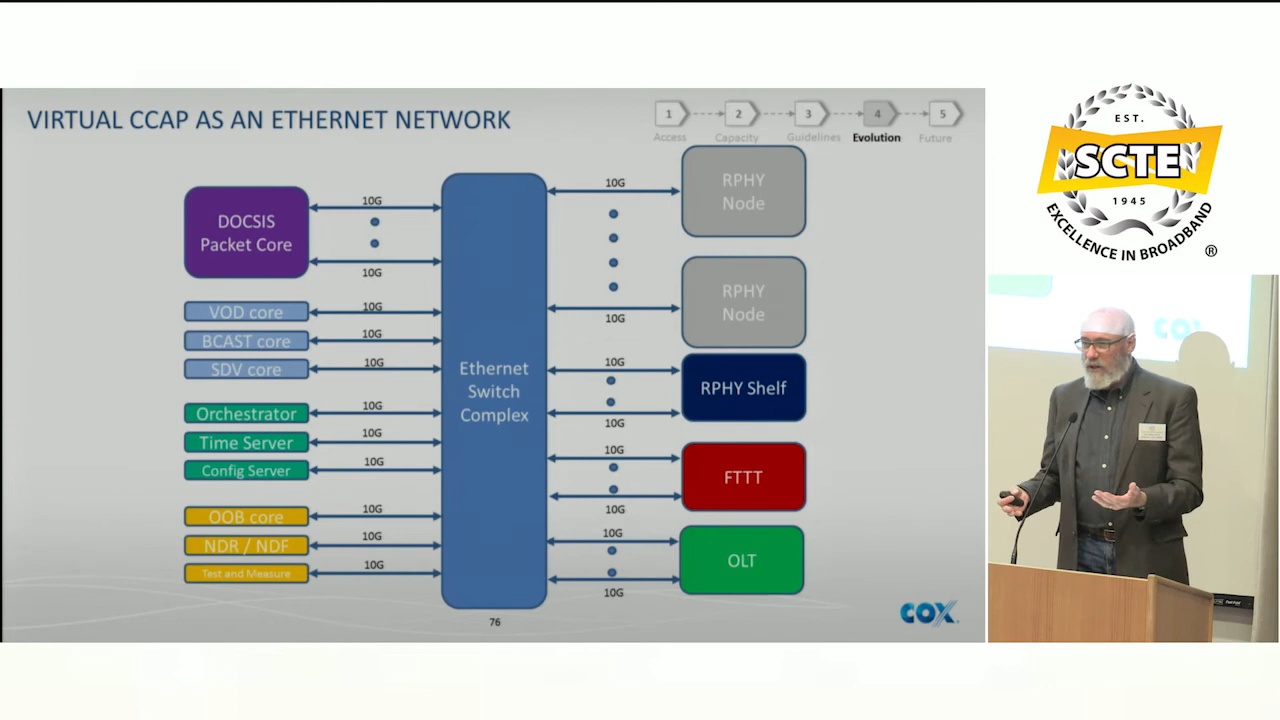 VIRTUAL CCAP AS AN ETHERNET NETWORK
1
2
3
4
5
Access
Capacity
Guidelines
Evolution
Future
DOCSIS
Packet Core
10G
10G
VOD core
10G
BCAST core
10G
SDV core
10G
Orchestrator
10G
Time Server
10G
Config Server
10G
OOB core
10G
NDR / NDF
10G
Test and Measure
10G
Ethernet
Switch
Complex
10G
10G
RPHY
Node
RPHY
Node
10G
10G
RPHY Shelf
10G
10G
FTTT
10G
10G
OLT
76
COX
EST.
SCTE
1945
EXCELLENCE IN BROADBAND
®
COX